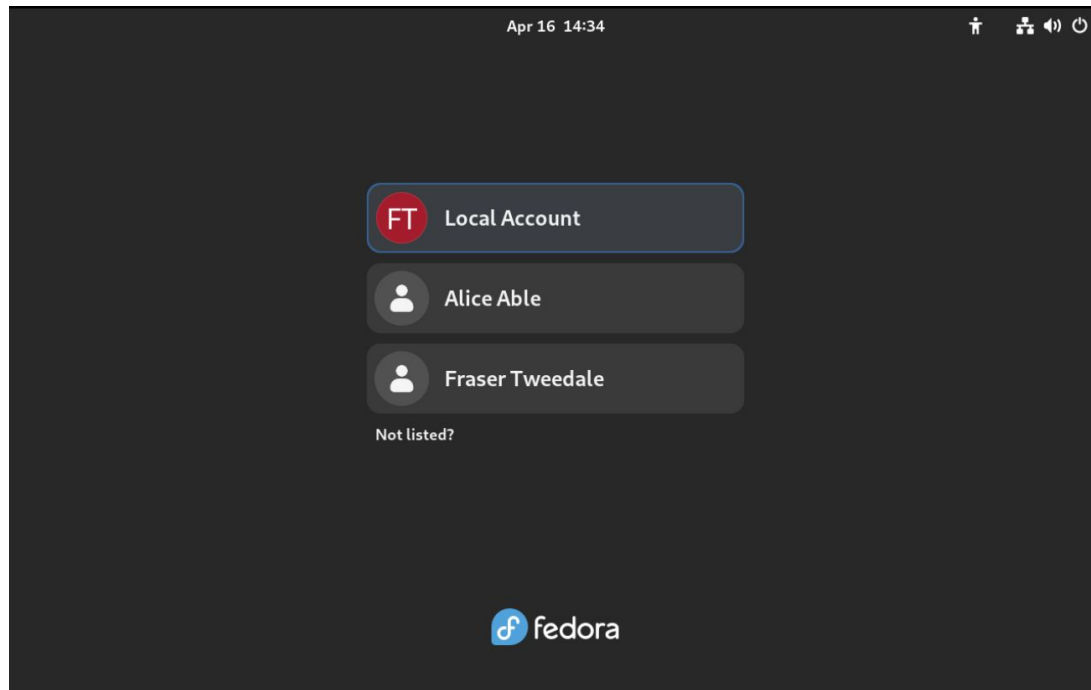 Apr 16 14:34
FT Local Account
Alice Able
Fraser Tweedale
Not listed?
fedora